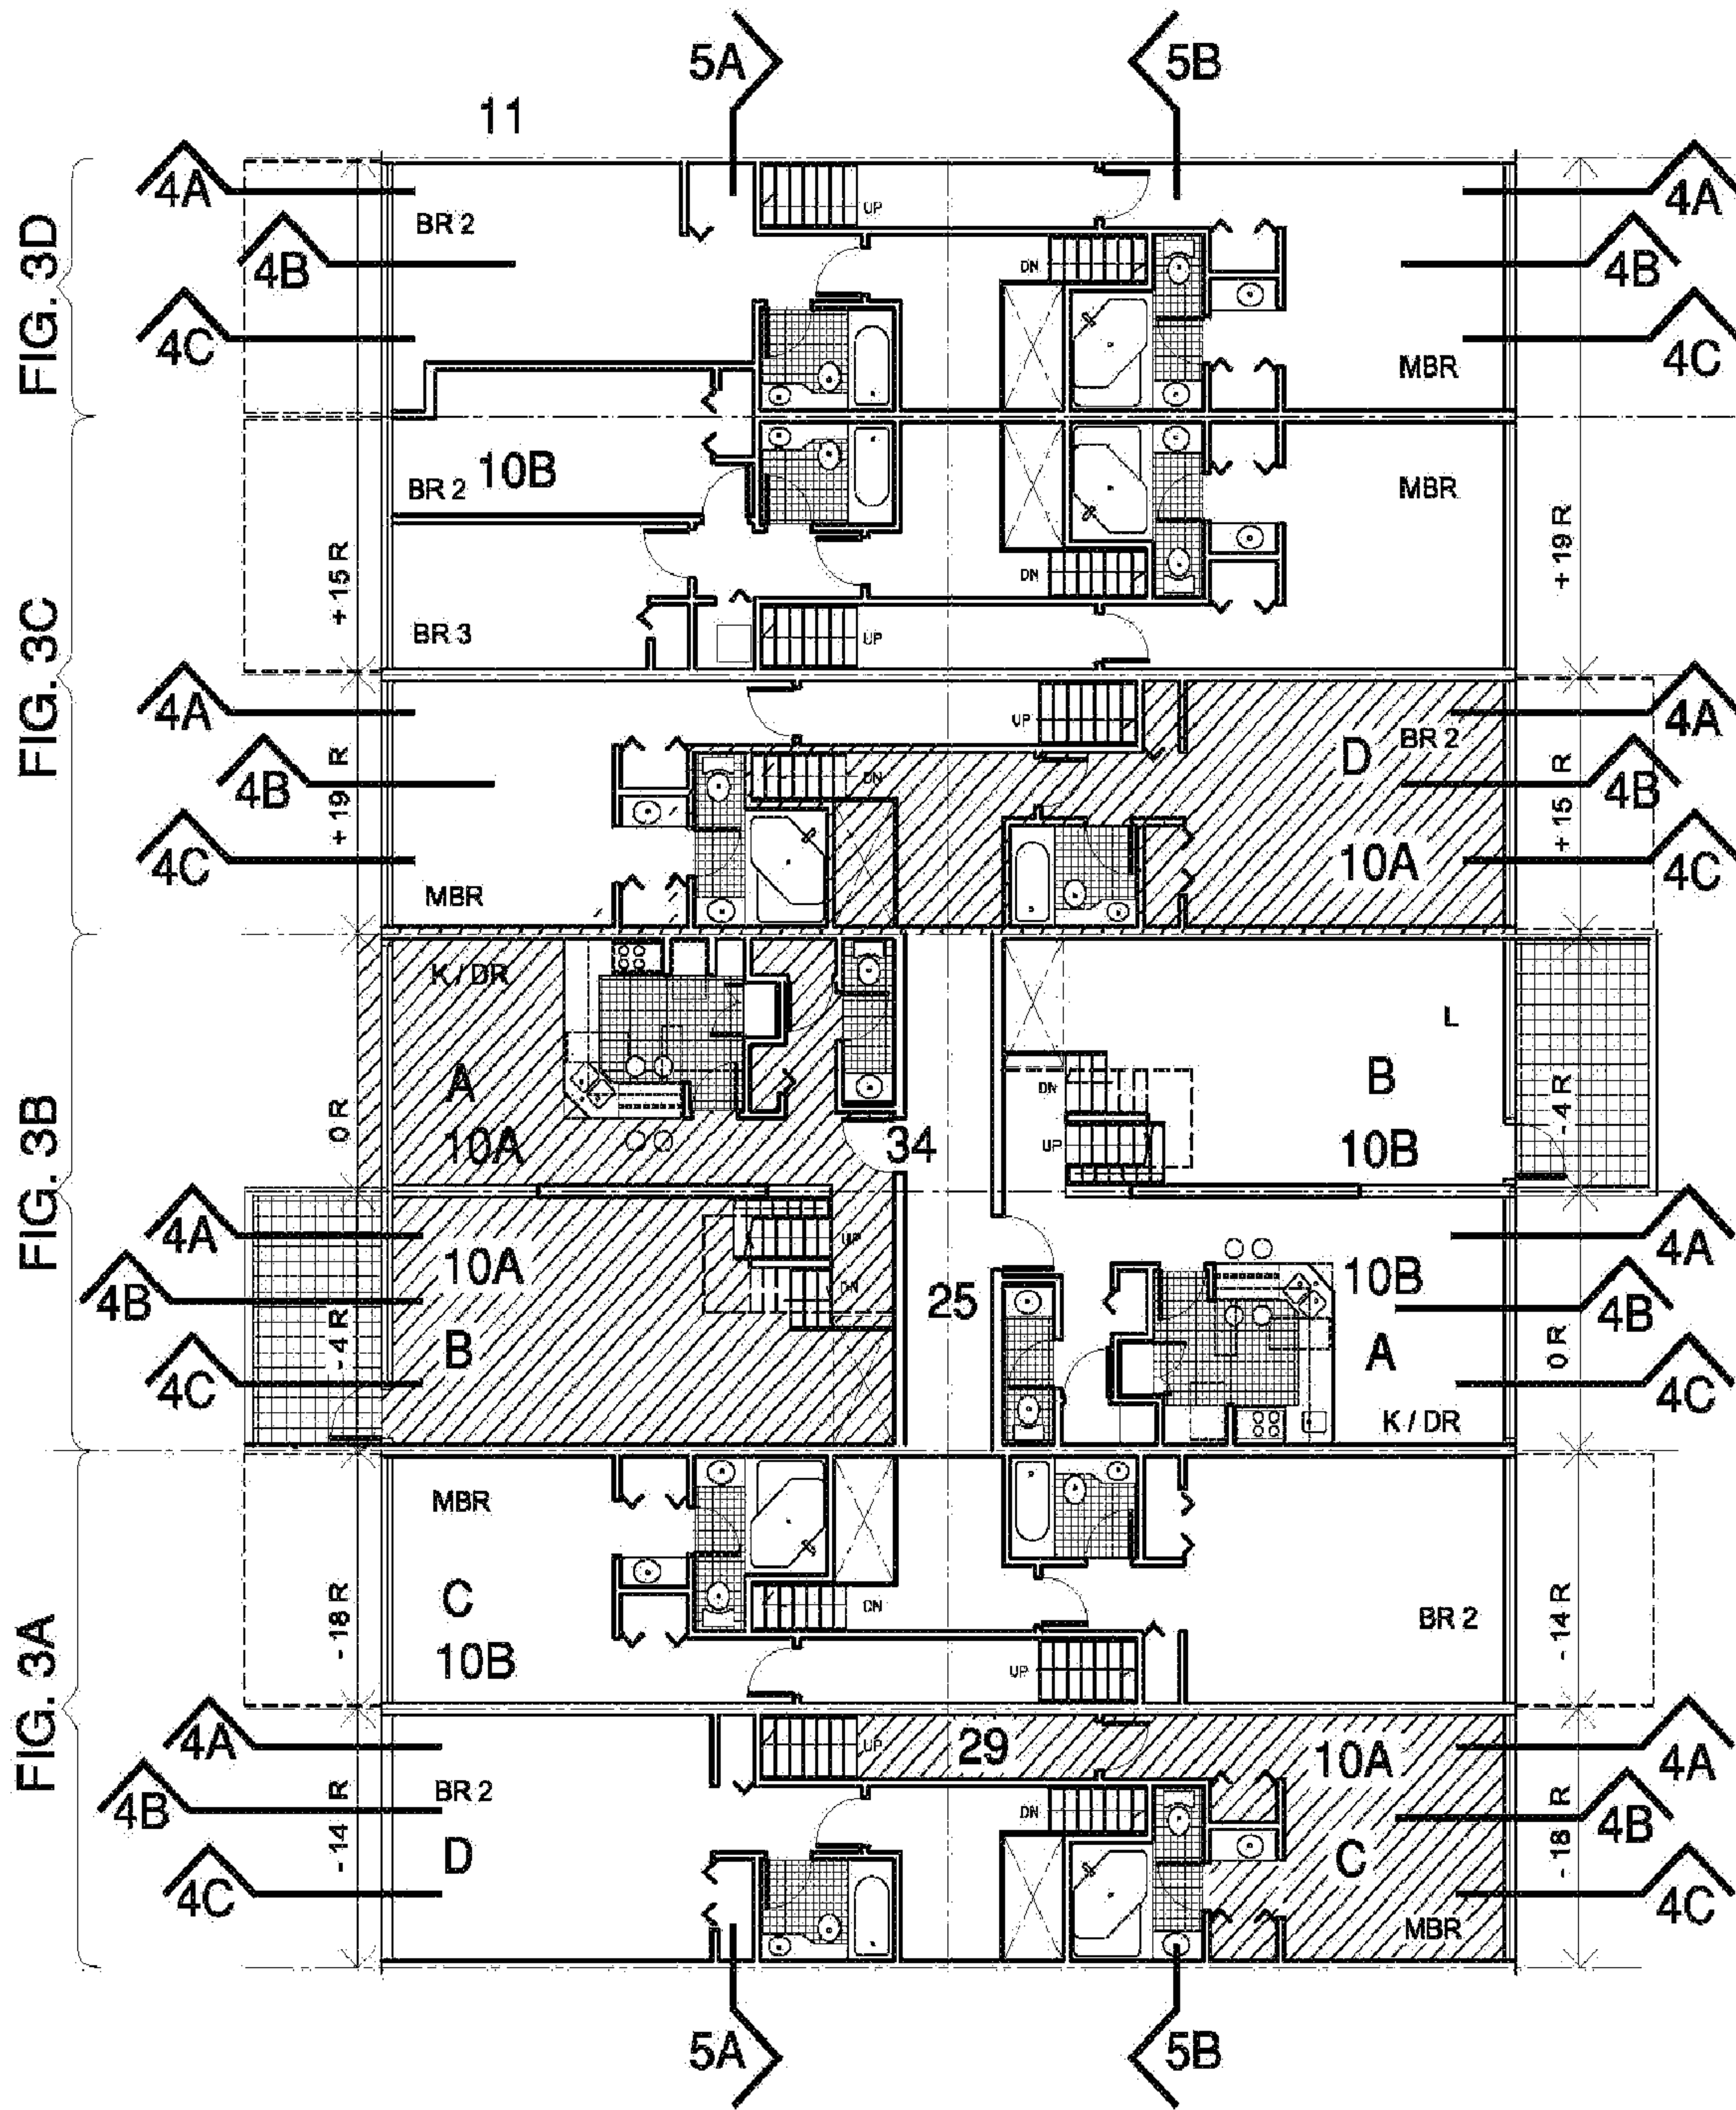 5A 5B
11
4A 4A
FIG. 3D
BR 2 UP
4B DN 4B
4C MBR 4C
BR 2 10B MBR
+ 15 R + 19 R
DN
FIG. 3C
BR 3 UP
4A 4A
UP D BR 2
4B + 19 R DN + 15 R 4B
4C 10A 4C
MBR
K / DR L
A DN B
0 R - 4 R
FIG. 3B
10A 34 UP 10B
4A 10A UP 10B 4A
4B DN 25 4B
- 4 R B A 0 R
4C 4C
K / DR
MBR
C DN
- 18 R - 14 R
BR 2
10B UP
FIG. 3A
4A UP 29 10A 4A
BR 2 DN
4B - 14 R - 18 R 4B
D C
4C MBR 4C
5A 5B